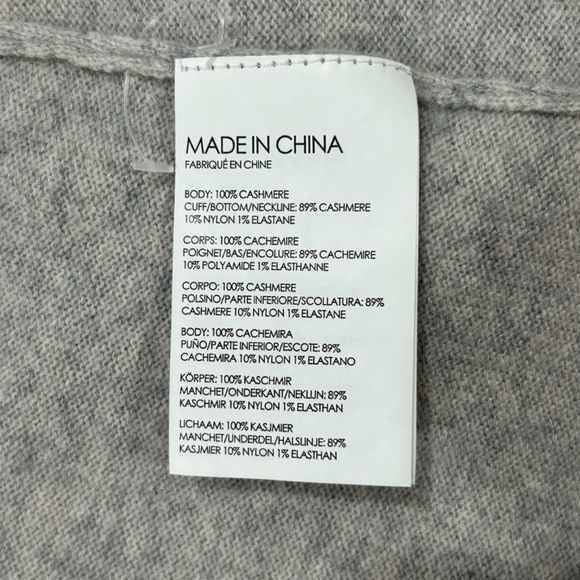 MADE IN CHINA
FABRIQUÉ EN CHINE
BODY: 100% CASHMERE
CUFF/BOTTOM/NECKLINE: 89% CASHMERE
10% NYLON 1% ELASTANE
CORPS: 100% CACHEMIRE
POIGNET/BAS/ENCOLURE: 89% CACHEMIRE
10% POLYAMIDE 1% ELASTHANNE
CORPO: 100% CASHMERE
POLSINO/PARTE INFERIORE/SCOLLATURA: 89%
CASHMERE 10% NYLON 1% ELASTANE
BODY: 100% CACHEMIRA
PUÑO/PARTE INFERIOR/ESCOTE: 89%
CACHEMIRA 10% NYLON 1% ELASTANO
KÖRPER: 100% KASCHMIR
MANCHET/ONDERKANT/NEKLIJN: 89%
KASCHMIR 10% NYLON 1% ELASTHAN
LICHAAM: 100% KASJMIER
MANCHET/UNDERDEL/HALSLINJE: 89%
KASJMIER 10% NYLON 1% ELASTHAN